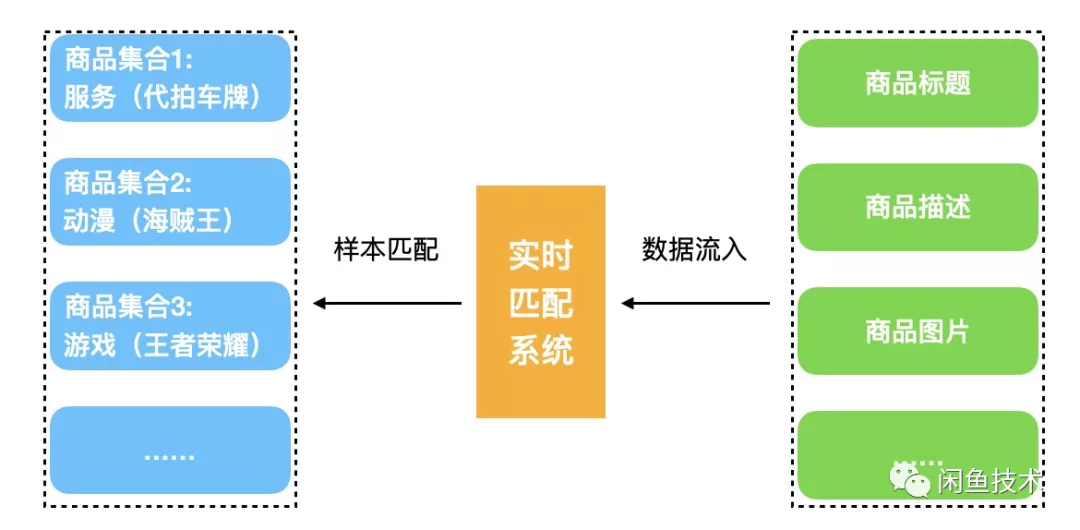 商品集合1:
服务（代拍车牌）
商品集合2:
动漫（海贼王）
商品集合3:
游戏（王者荣耀）
......
样本匹配
实时
匹配
系统
数据流入
商品标题
商品描述
商品图片
......
闲鱼技术